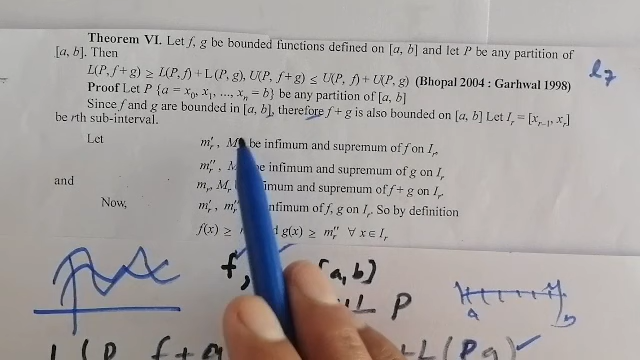 Theorem VI. Let f, g be bounded functions defined on [a, b] and let P be any partition of
[a, b]. Then
L(P, f + g) ≥ L(P, f) + L (P, g), U(P, f + g) ≤ U(P, f) + U(P, g) (Bhopal 2004 : Garhwal 1998)
Proof Let P {a = x₀, x₁, ..., xₙ = b} be any partition of [a, b]
Since f and g are bounded in [a, b], therefore f + g is also bounded on [a, b] Let Iᵣ = [xᵣ₋₁, xᵣ]
be rth sub-interval.
Let m′ᵣ , M be infimum and supremum of f on Iᵣ
m″ᵣ , be infimum and supremum of g on Iᵣ
and mᵣ, Mᵣ and supremum of f + g on Iᵣ
Now, m′ᵣ , m″ᵣ infimum of f, g on Iᵣ. So by definition
f(x) ≥ g(x) ≥ m″ᵣ ∀ x ∈ Iᵣ
f, [a, b]
P
a b
L(P, f + g + L(P, g)